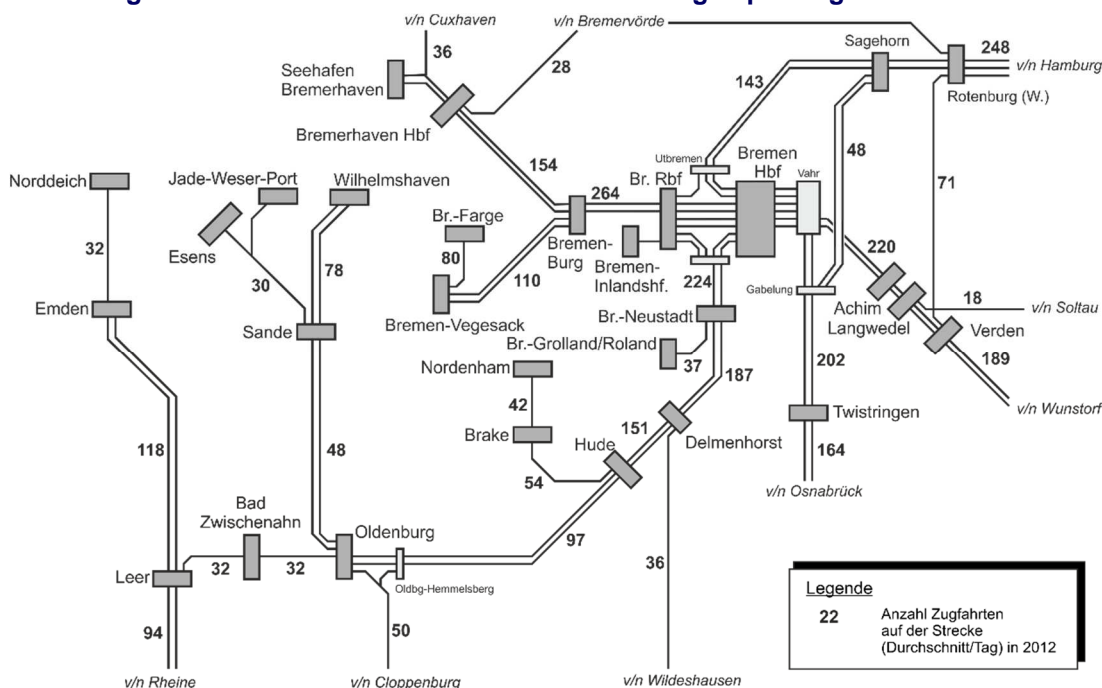 v/n Cuxhaven
v/n Bremervörde
36
28
Sagehorn
248
v/n Hamburg
Rotenburg (W.)
Seehafen
Bremerhaven
143
Bremerhaven Hbf
48
154
Utbremen
Bremen
Hbf
Vahr
71
Norddeich
Jade-Weser-Port
Wilhelmshaven
264
Br. Rbf
Br.-Farge
Esens
80
Bremen-
Burg
Bremen-
Inlandshf.
32
78
110
220
30
224
Gabelung
18
v/n Soltau
Emden
Bremen-Vegesack
Br.-Neustadt
Achim
Langwedel
Verden
Sande
Br.-Grolland/Roland
37
189
Nordenham
187
202
42
v/n Wunstorf
Brake
151
Twistringen
Hude
Delmenhorst
118
48
54
164
v/n Osnabrück
Bad
Zwischenahn
Oldenburg
97
36
Leer
32
32
Oldbg-Hemmelsberg
94
50
v/n Rheine
v/n Cloppenburg
v/n Wildeshausen
Legende
22
Anzahl Zugfahrten
auf der Strecke
(Durchschnitt/Tag) in 2012